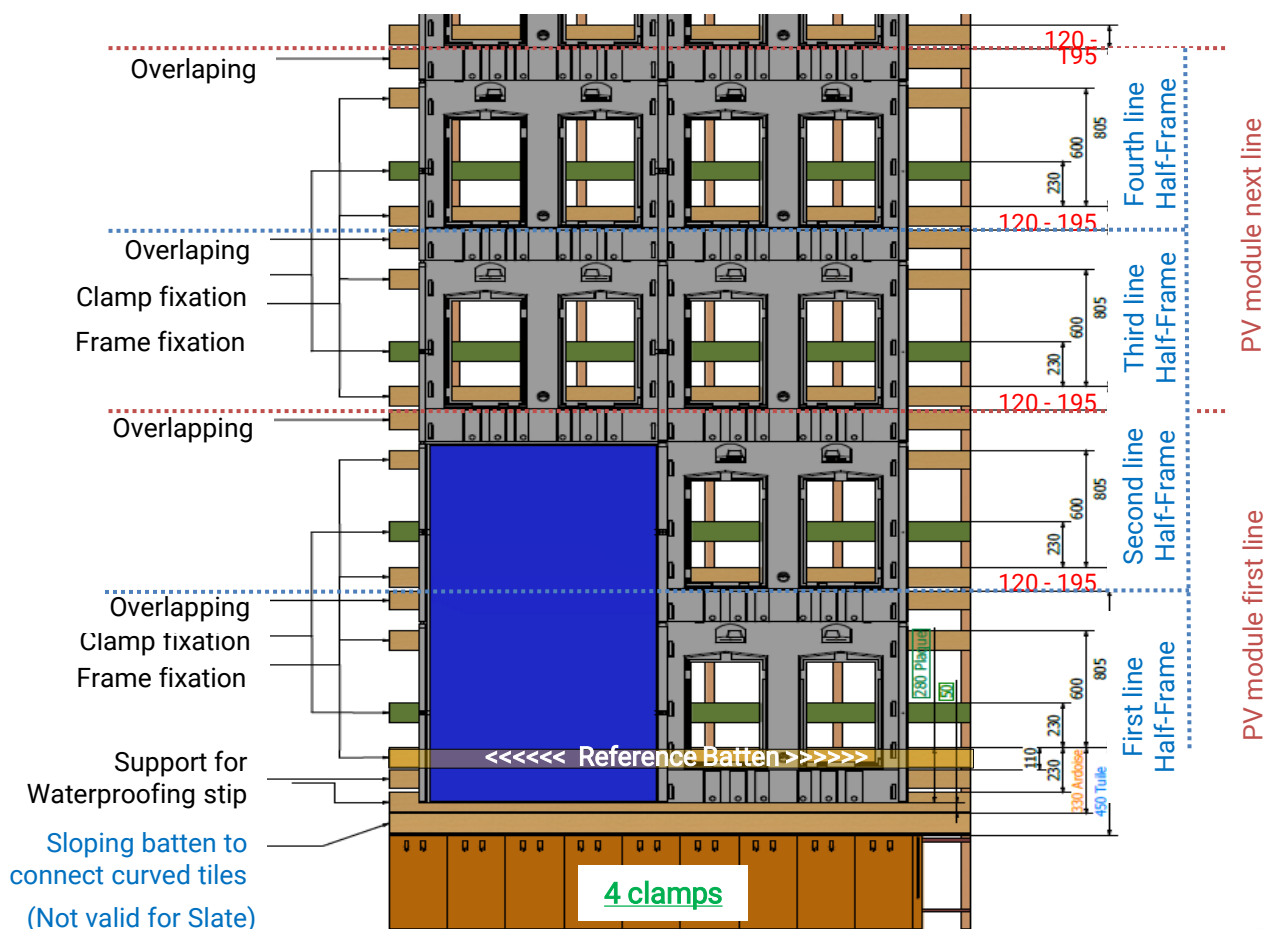 Overlaping
120 -
195
Fourth line
Half-Frame
805
600
230
PV module next line
Overlaping
120 - 195
Clamp fixation
Frame fixation
Third line
Half-Frame
805
600
230
120 - 195
Overlapping
Second line
Half-Frame
805
600
230
120 - 195
PV module first line
Overlapping
Clamp fixation
Frame fixation
280 Plaque
50
First line
Half-Frame
805
600
230
<<<<<< Reference Batten >>>>>>
110
230
330 Ardoise
450 Tuile
Support for
Waterproofing stip
Sloping batten to
connect curved tiles
(Not valid for Slate)
4 clamps